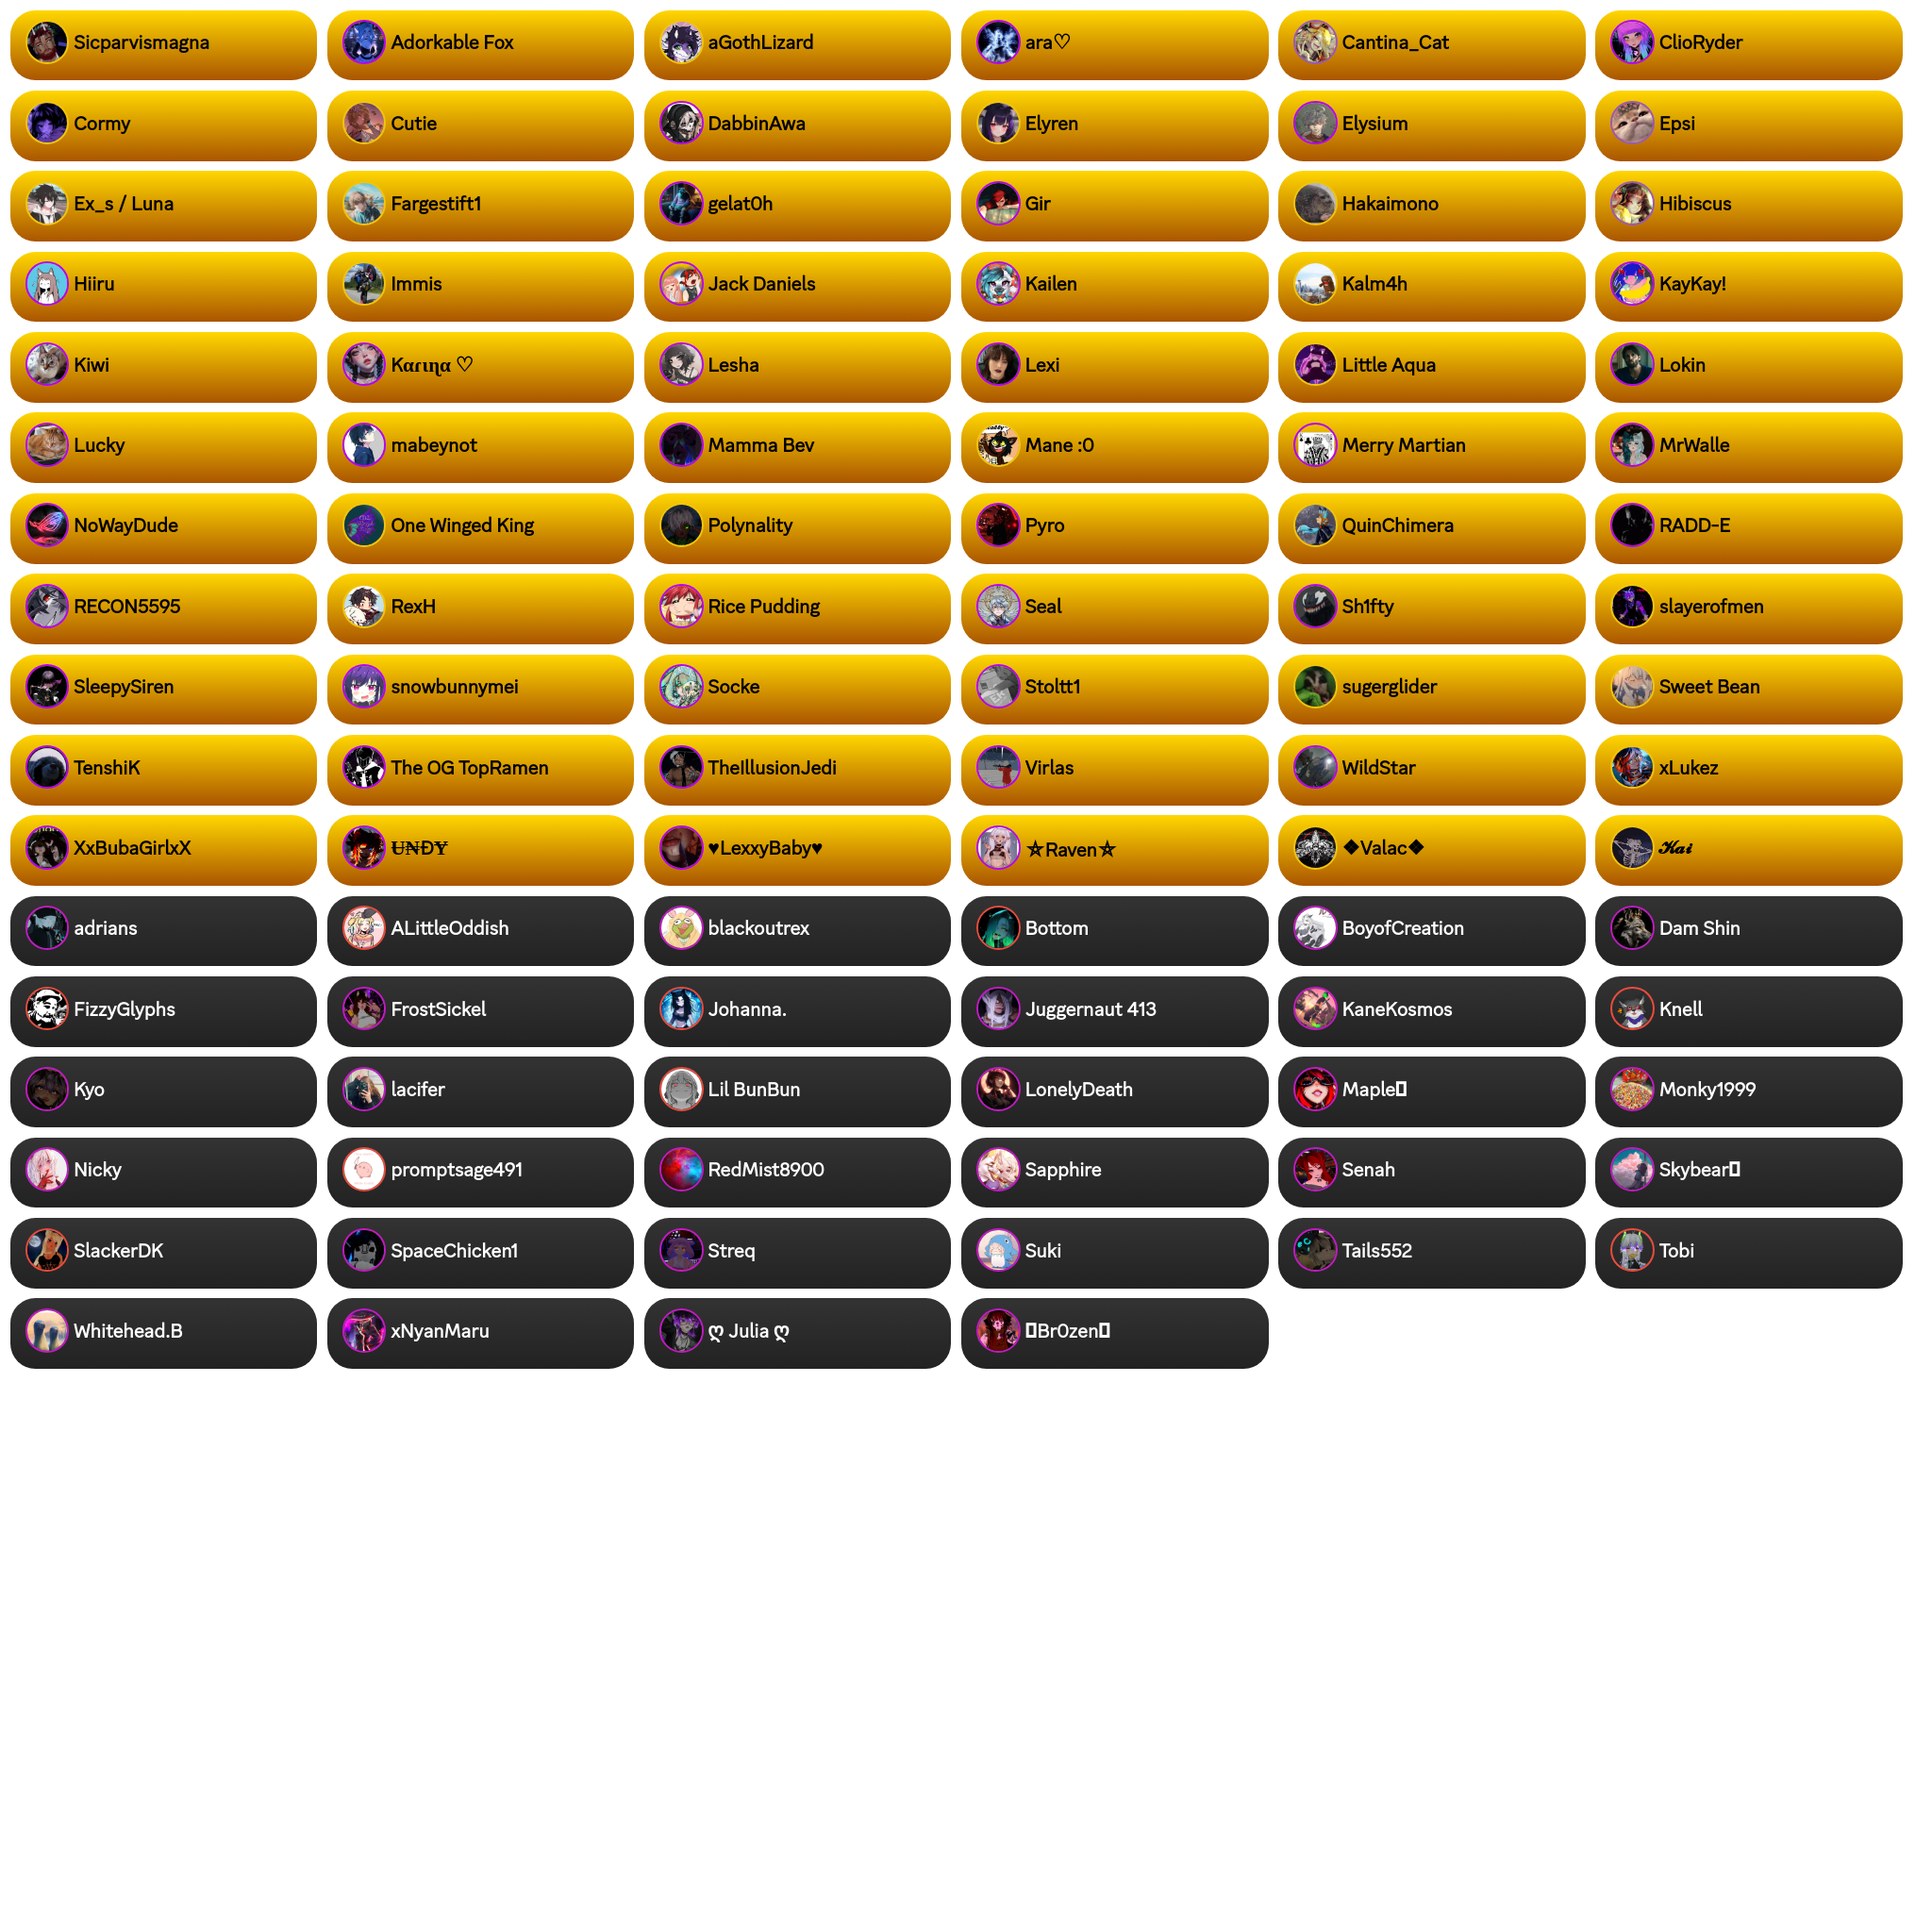 Sicparvismagna
Adorkable Fox
aGothLizard
ara♡
Cantina_Cat
ClioRyder
Cormy
Cutie
DabbinAwa
Elyren
Elysium
Epsi
Ex_s / Luna
Fargestift1
gelat0h
Gir
Hakaimono
Hibiscus
Hiiru
Immis
Jack Daniels
Kailen
Kalm4h
KayKay!
Kiwi
Kαɾιηα ♡
Lesha
Lexi
Little Aqua
Lokin
Lucky
mabeynot
Mamma Bev
Mane :0
Merry Martian
MrWalle
NoWayDude
One Winged King
Polynality
Pyro
QuinChimera
RADD-E
RECON5595
RexH
Rice Pudding
Seal
Sh1fty
slayerofmen
SleepySiren
snowbunnymei
Socke
Stoltt1
sugerglider
Sweet Bean
TenshiK
The OG TopRamen
TheIllusionJedi
Virlas
WildStar
xLukez
XxBubaGirlxX
U̶₦ĐɎ
♥LexxyBaby♥
⛤Raven⛤
❖Valac❖
𝓚𝓪𝓲
adrians
ALittleOddish
blackoutrex
Bottom
BoyofCreation
Dam Shin
FizzyGlyphs
FrostSickel
Johanna.
Juggernaut 413
KaneKosmos
Knell
Kyo
lacifer
Lil BunBun
LonelyDeath
Maple
Monky1999
Nicky
promptsage491
RedMist8900
Sapphire
Senah
Skybear
SlackerDK
SpaceChicken1
Streq
Suki
Tails552
Tobi
Whitehead.B
xNyanMaru
ღ Julia ღ
Br0zen